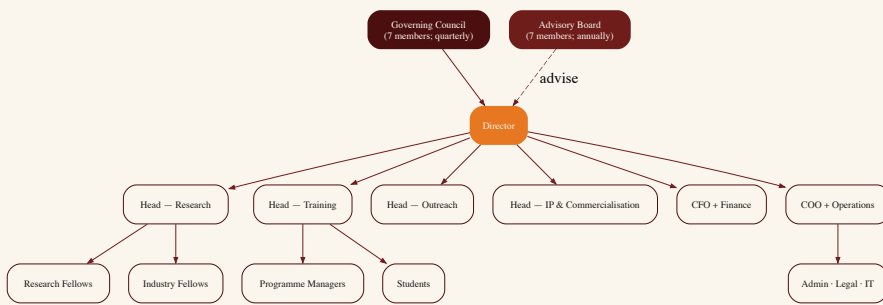 Governing Council
(7 members; quarterly)
Advisory Board
(7 members; annually)
advise
Director
Head — Research
Head — Training
Head — Outreach
Head — IP & Commercialisation
CFO + Finance
COO + Operations
Research Fellows
Industry Fellows
Programme Managers
Students
Admin · Legal · IT